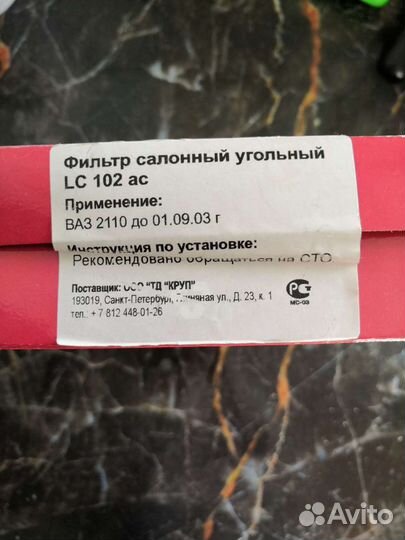 Фильтр салонный угольный
LC 102 ac
Применение:
ВАЗ 2110 до 01.09.03 г
Инструкция по установке:
Рекомендовано обращаться на СТО
Поставщик: ООО "ТД "КРУП"
193019, Санкт-Петербург, Глиняная ул., Д. 23, к. 1
тел.: + 7 812 448-01-26
РС
МС-03
Avito